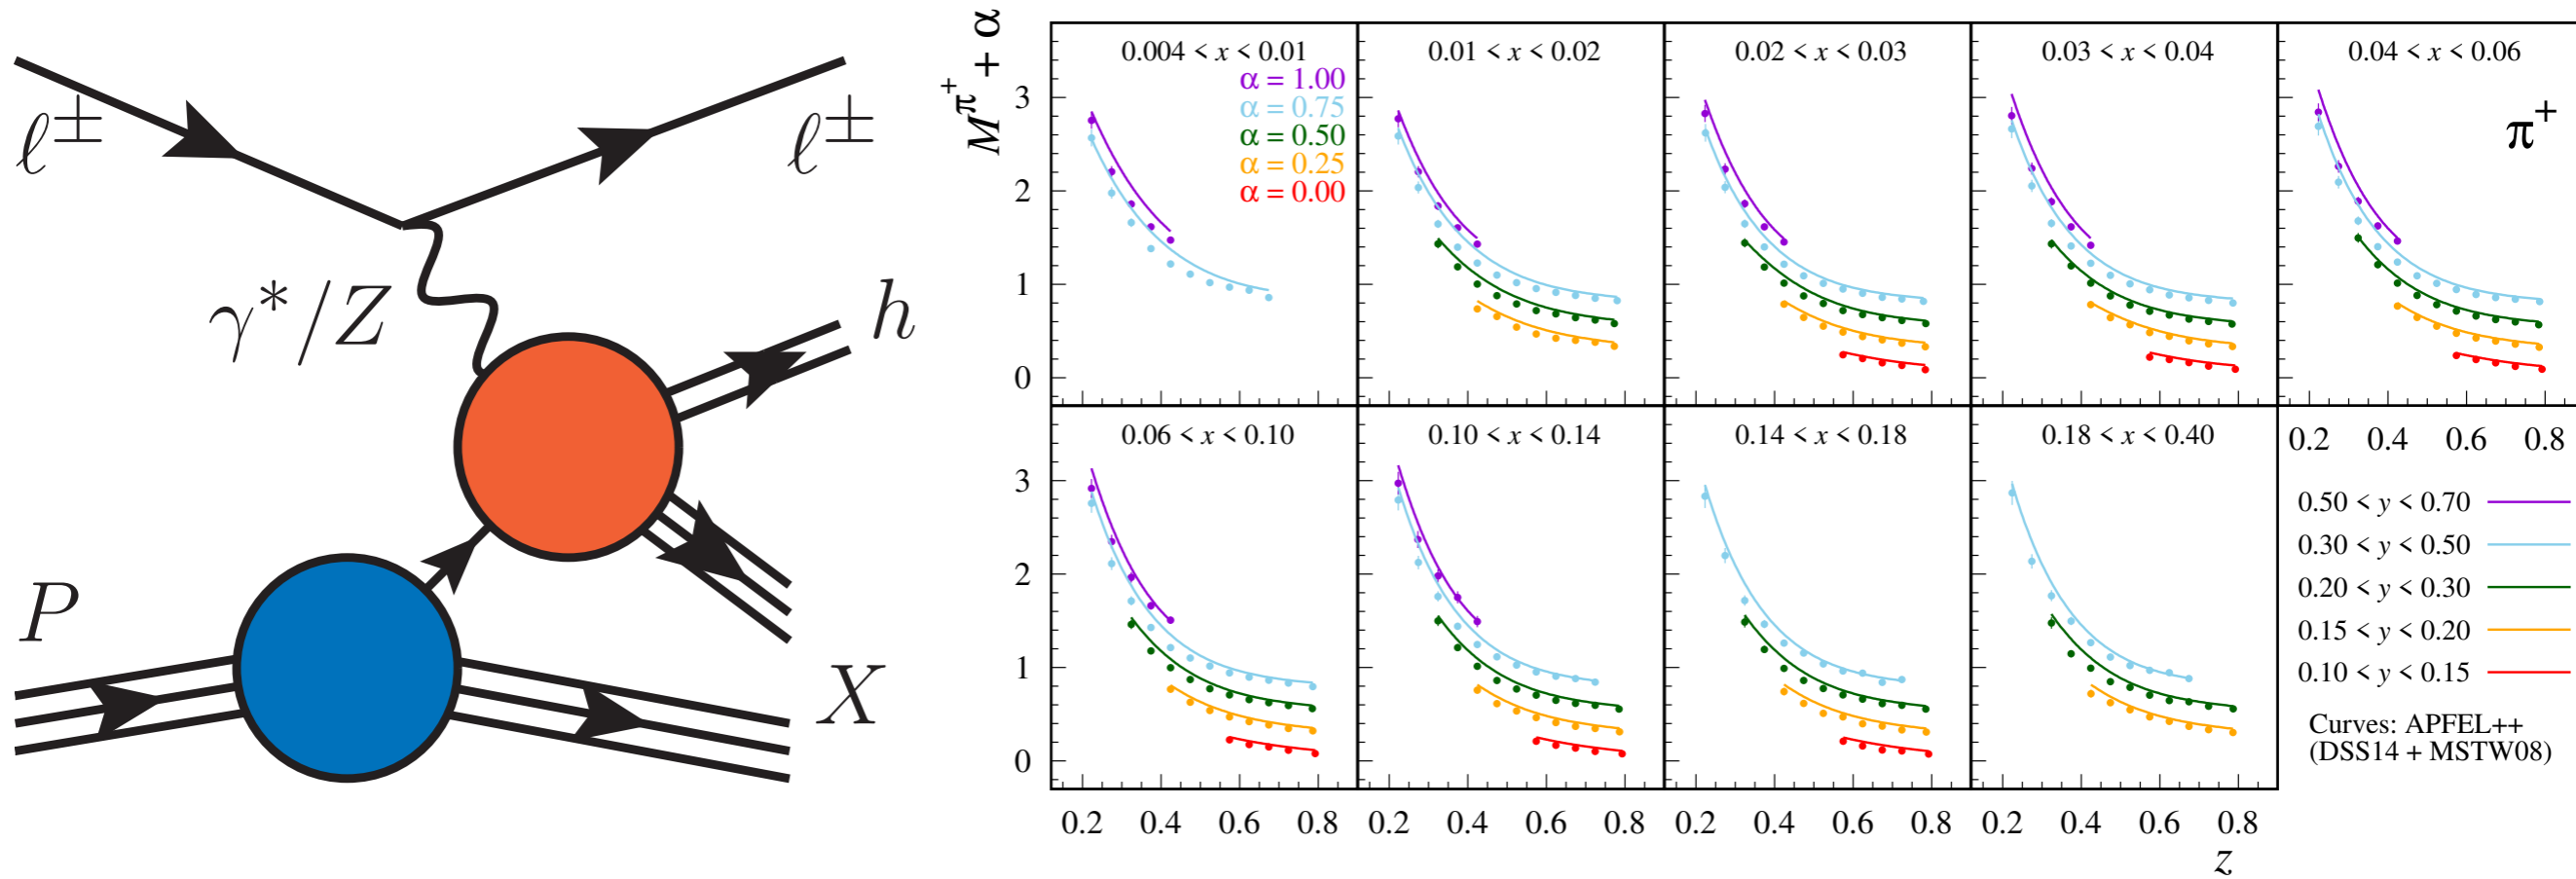 ℓ± ℓ±
γ*/Z h
P X
M^π+ + α
0.004 < x < 0.01
α = 1.00
α = 0.75
α = 0.50
α = 0.25
α = 0.00
0.01 < x < 0.02
0.02 < x < 0.03
0.03 < x < 0.04
0.04 < x < 0.06
π+
3
2
1
0
0.2 0.4 0.6 0.8
0.06 < x < 0.10
0.10 < x < 0.14
0.14 < x < 0.18
0.18 < x < 0.40
3
2
1
0
0.50 < y < 0.70
0.30 < y < 0.50
0.20 < y < 0.30
0.15 < y < 0.20
0.10 < y < 0.15
Curves: APFEL++
(DSS14 + MSTW08)
0.2 0.4 0.6 0.8 0.2 0.4 0.6 0.8 0.2 0.4 0.6 0.8 0.2 0.4 0.6 0.8
z